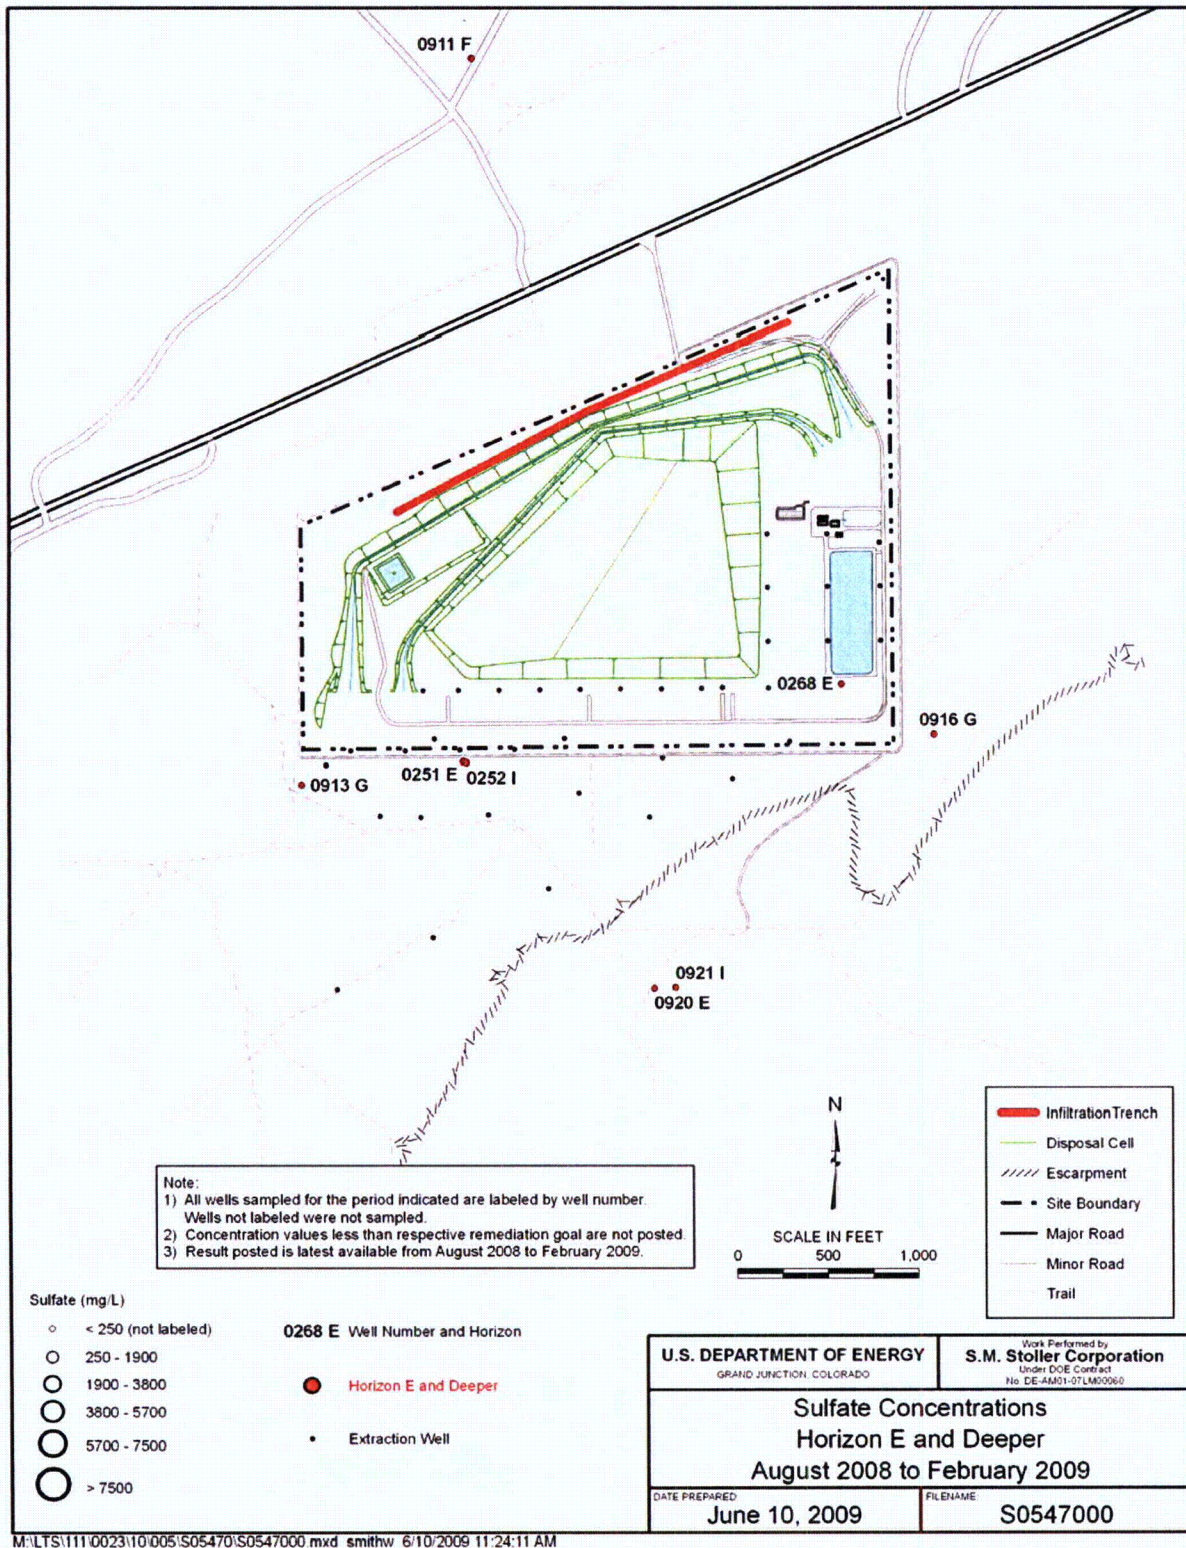 0911 F
0268 E
0916 G
0251 E
0252 I
0913 G
0921 I
0920 E
N
SCALE IN FEET
0 500 1,000
Infiltration Trench
Disposal Cell
Escarpment
Site Boundary
Major Road
Minor Road
Trail
Note:
1) All wells sampled for the period indicated are labeled by well number.
Wells not labeled were not sampled.
2) Concentration values less than respective remediation goal are not posted.
3) Result posted is latest available from August 2008 to February 2009.
Sulfate (mg/L)
< 250 (not labeled)
250 - 1900
1900 - 3800
3800 - 5700
5700 - 7500
> 7500
0268 E Well Number and Horizon
Horizon E and Deeper
Extraction Well
U.S. DEPARTMENT OF ENERGY
GRAND JUNCTION, COLORADO
Work Performed by
S.M. Stoller Corporation
Under DOE Contract
No. DE-AM01-07LM00060
Sulfate Concentrations
Horizon E and Deeper
August 2008 to February 2009
DATE PREPARED:
June 10, 2009
FILENAME:
S0547000
M:\LTS\111\0023\10\005\S05470\S0547000.mxd smithw 6/10/2009 11:24:11 AM